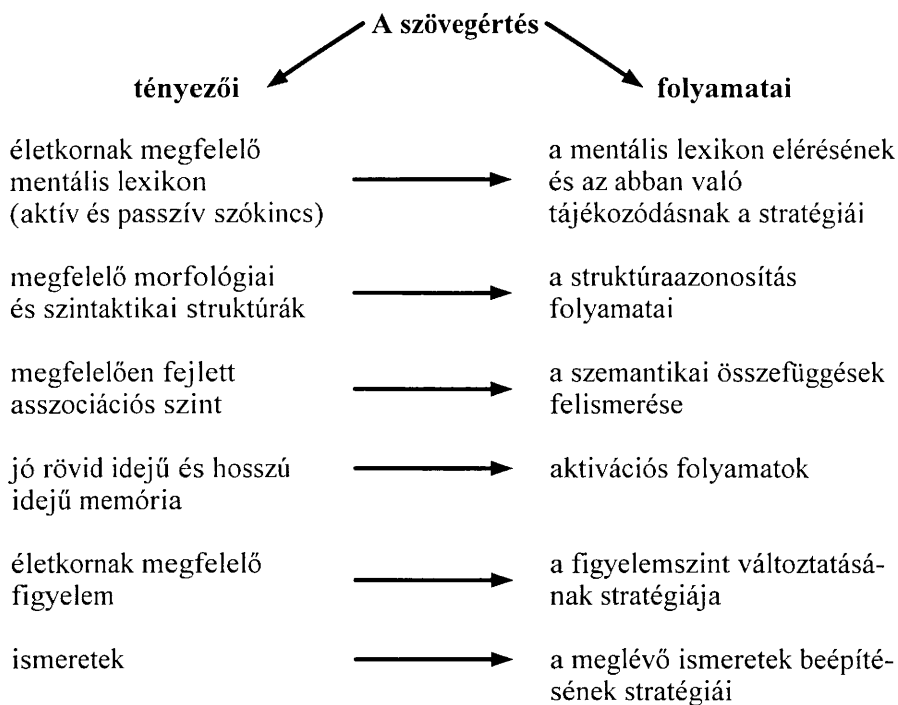 A szövegértés
tényezői
folyamatai
életkornak megfelelő
mentális lexikon
(aktív és passzív szókincs)
a mentális lexikon elérésének
és az abban való
tájékozódásnak a stratégiái
megfelelő morfológiai
és szintaktikai struktúrák
a struktúraazonosítás
folyamatai
megfelelően fejlett
asszociációs szint
a szemantikai összefüggések
felismerése
jó rövid idejű és hosszú
idejű memória
aktivációs folyamatok
életkornak megfelelő
figyelem
a figyelemszint változtatásá-
nak stratégiája
ismeretek
a meglévő ismeretek beépíté-
sének stratégiái